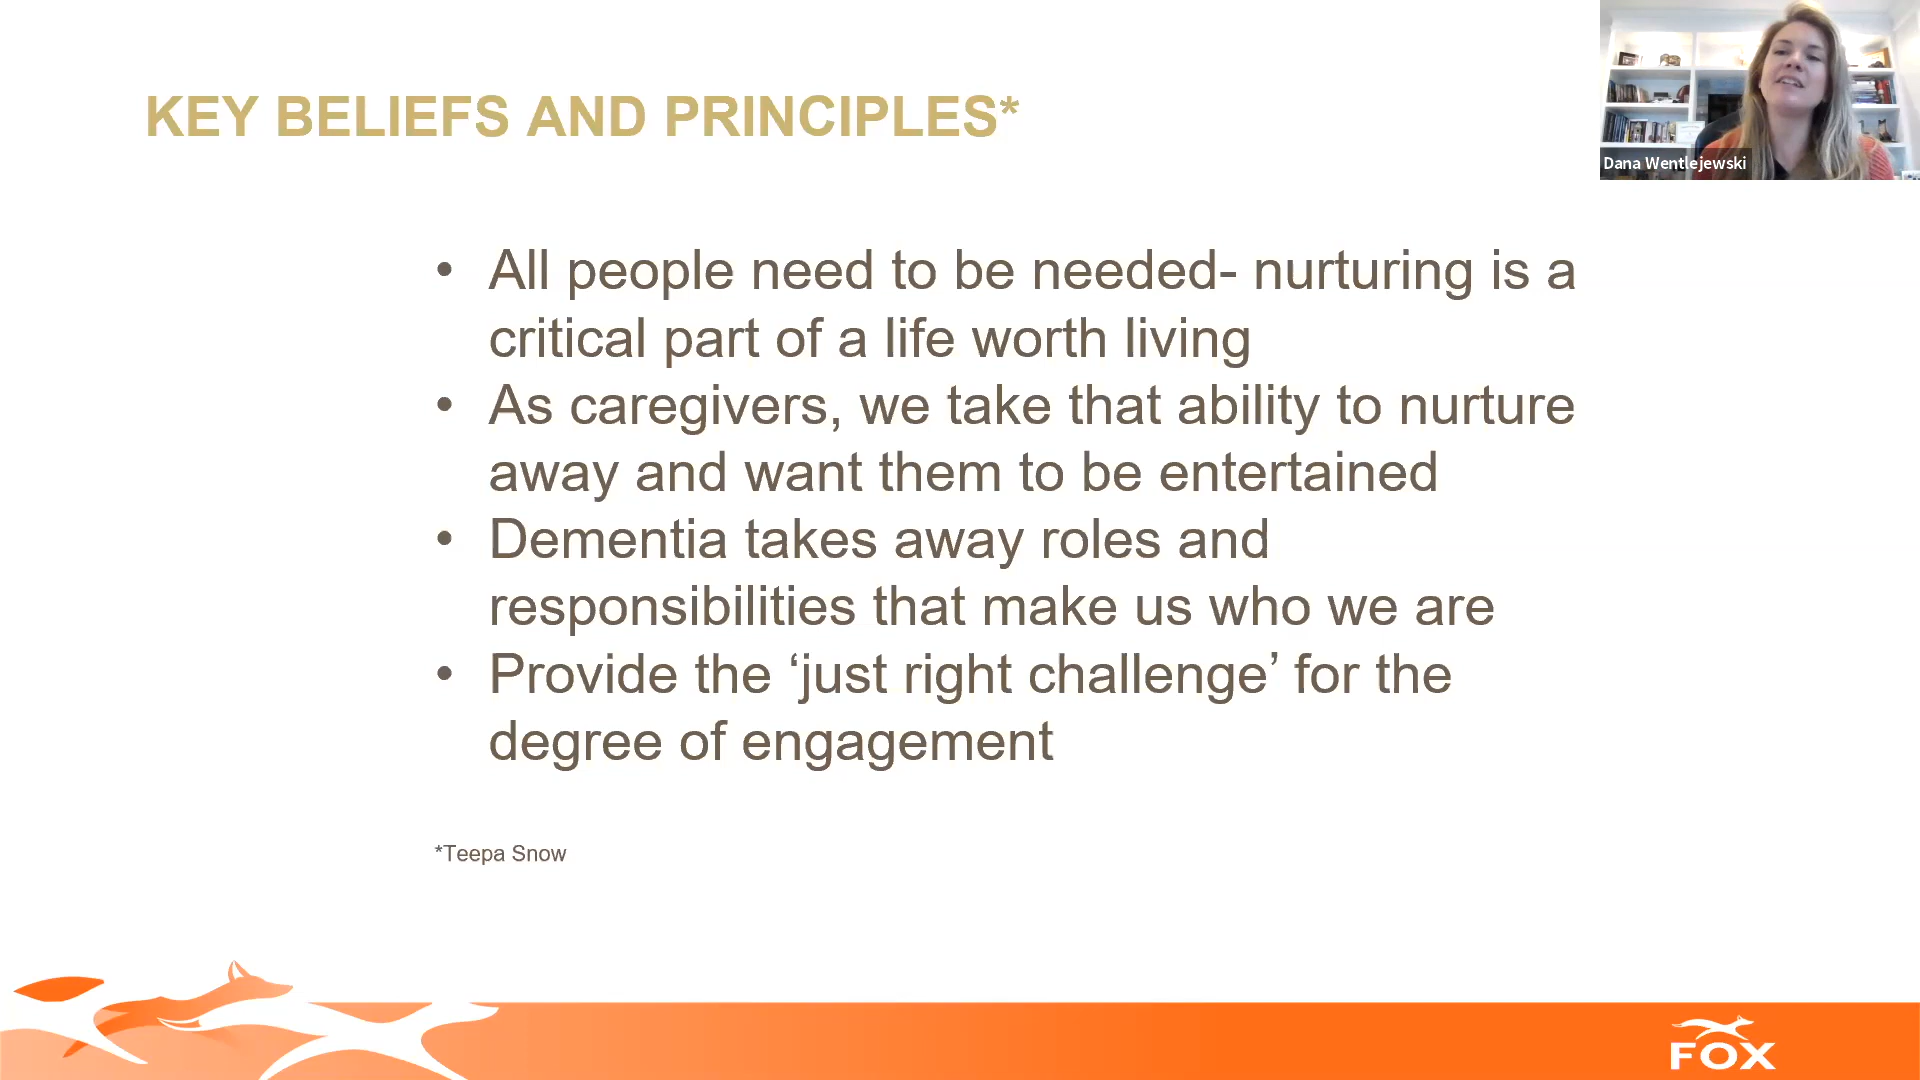 KEY BELIEFS AND PRINCIPLES*
Dana Wentlejewski
• All people need to be needed- nurturing is a
critical part of a life worth living
• As caregivers, we take that ability to nurture
away and want them to be entertained
• Dementia takes away roles and
responsibilities that make us who we are
• Provide the ‘just right challenge’ for the
degree of engagement
*Teepa Snow
FOX